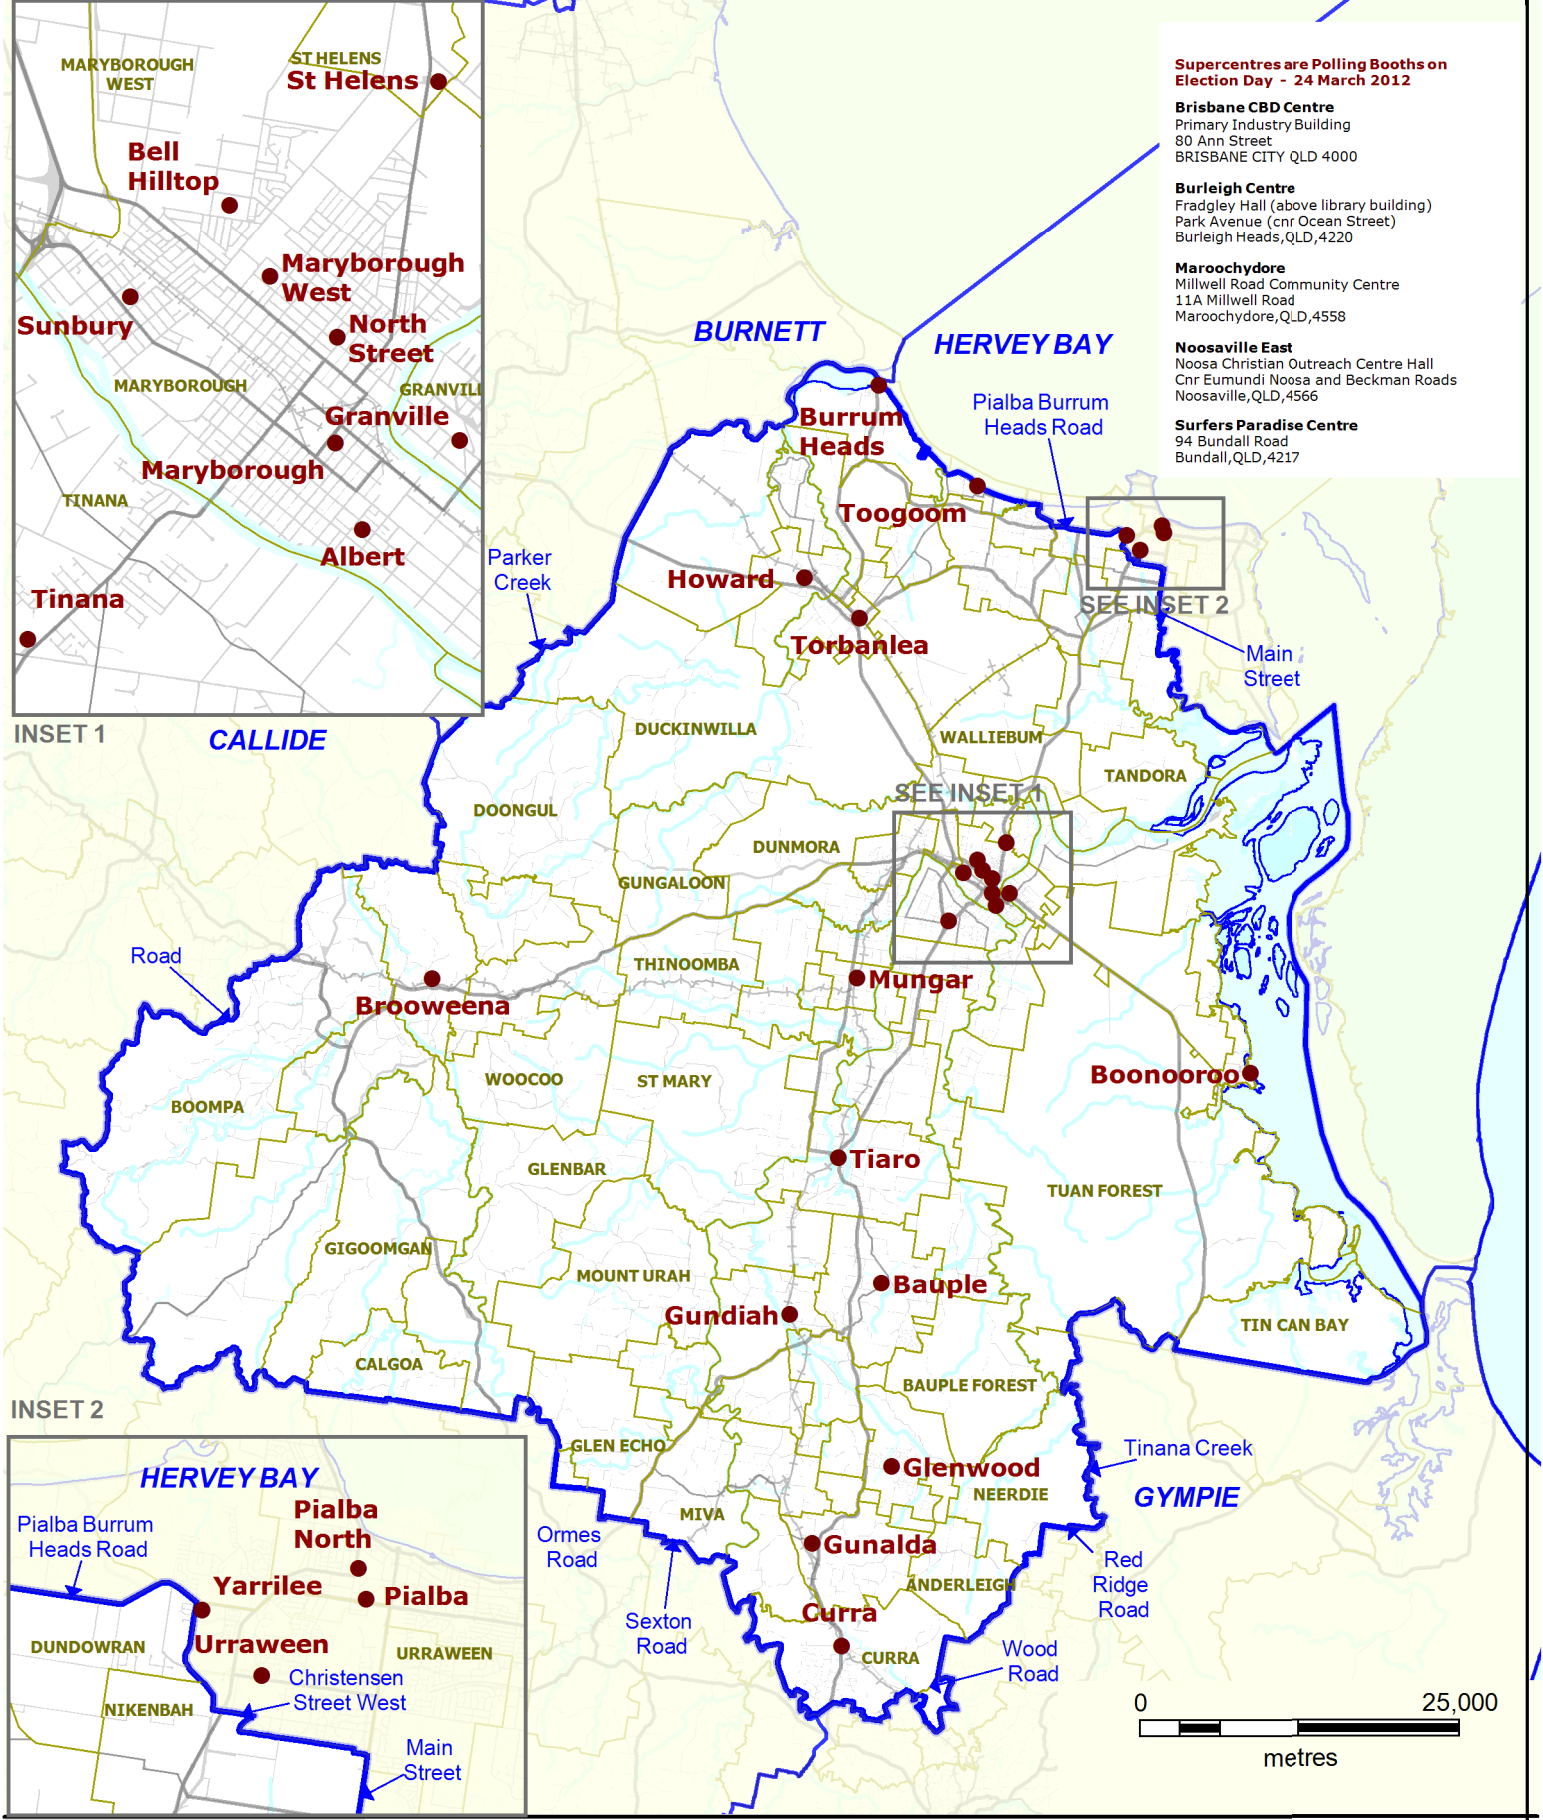 MARYBOROUGH
WEST
ST HELENS
St Helens
Bell
Hilltop
Maryborough
West
Sunbury
North
Street
MARYBOROUGH
GRANVILL
Granville
Maryborough
TINANA
Albert
Tinana
INSET 1
Supercentres are Polling Booths on
Election Day - 24 March 2012
Brisbane CBD Centre
Primary Industry Building
80 Ann Street
BRISBANE CITY QLD 4000
Burleigh Centre
Fradgley Hall (above library building)
Park Avenue (cnr Ocean Street)
Burleigh Heads,QLD,4220
Maroochydore
Millwell Road Community Centre
11A Millwell Road
Maroochydore,QLD,4558
Noosaville East
Noosa Christian Outreach Centre Hall
Cnr Eumundi Noosa and Beckman Roads
Noosaville,QLD,4566
Surfers Paradise Centre
94 Bundall Road
Bundall,QLD,4217
BURNETT
HERVEY BAY
Pialba Burrum
Heads Road
Burrum
Heads
Toogoom
Parker
Creek
Howard
SEE INSET 2
Torbanlea
Main
Street
CALLIDE
DUCKINWILLA
WALLIEBUM
TANDORA
SEE INSET 1
DOONGUL
DUNMORA
GUNGALOON
Road
THINOOMBA
Mungar
Brooweena
Boonooroo
WOOCOO
ST MARY
BOOMPA
Tiaro
GLENBAR
TUAN FOREST
GIGOOMGAN
MOUNT URAH
Bauple
Gundiah
TIN CAN BAY
CALGOA
BAUPLE FOREST
GLEN ECHO
Tinana Creek
Glenwood
NEERDIE
GYMPIE
MIVA
Ormes
Road
Gunalda
Red
Ridge
Road
ANDERLEIGH
Curra
Sexton
Road
Wood
Road
CURRA
INSET 2
HERVEY BAY
Pialba
North
Pialba Burrum
Heads Road
Yarrilee
Pialba
Urraween
DUNDOWRAN
URRAWEEN
Christensen
Street West
NIKENBAH
Main
Street
0
25,000
metres